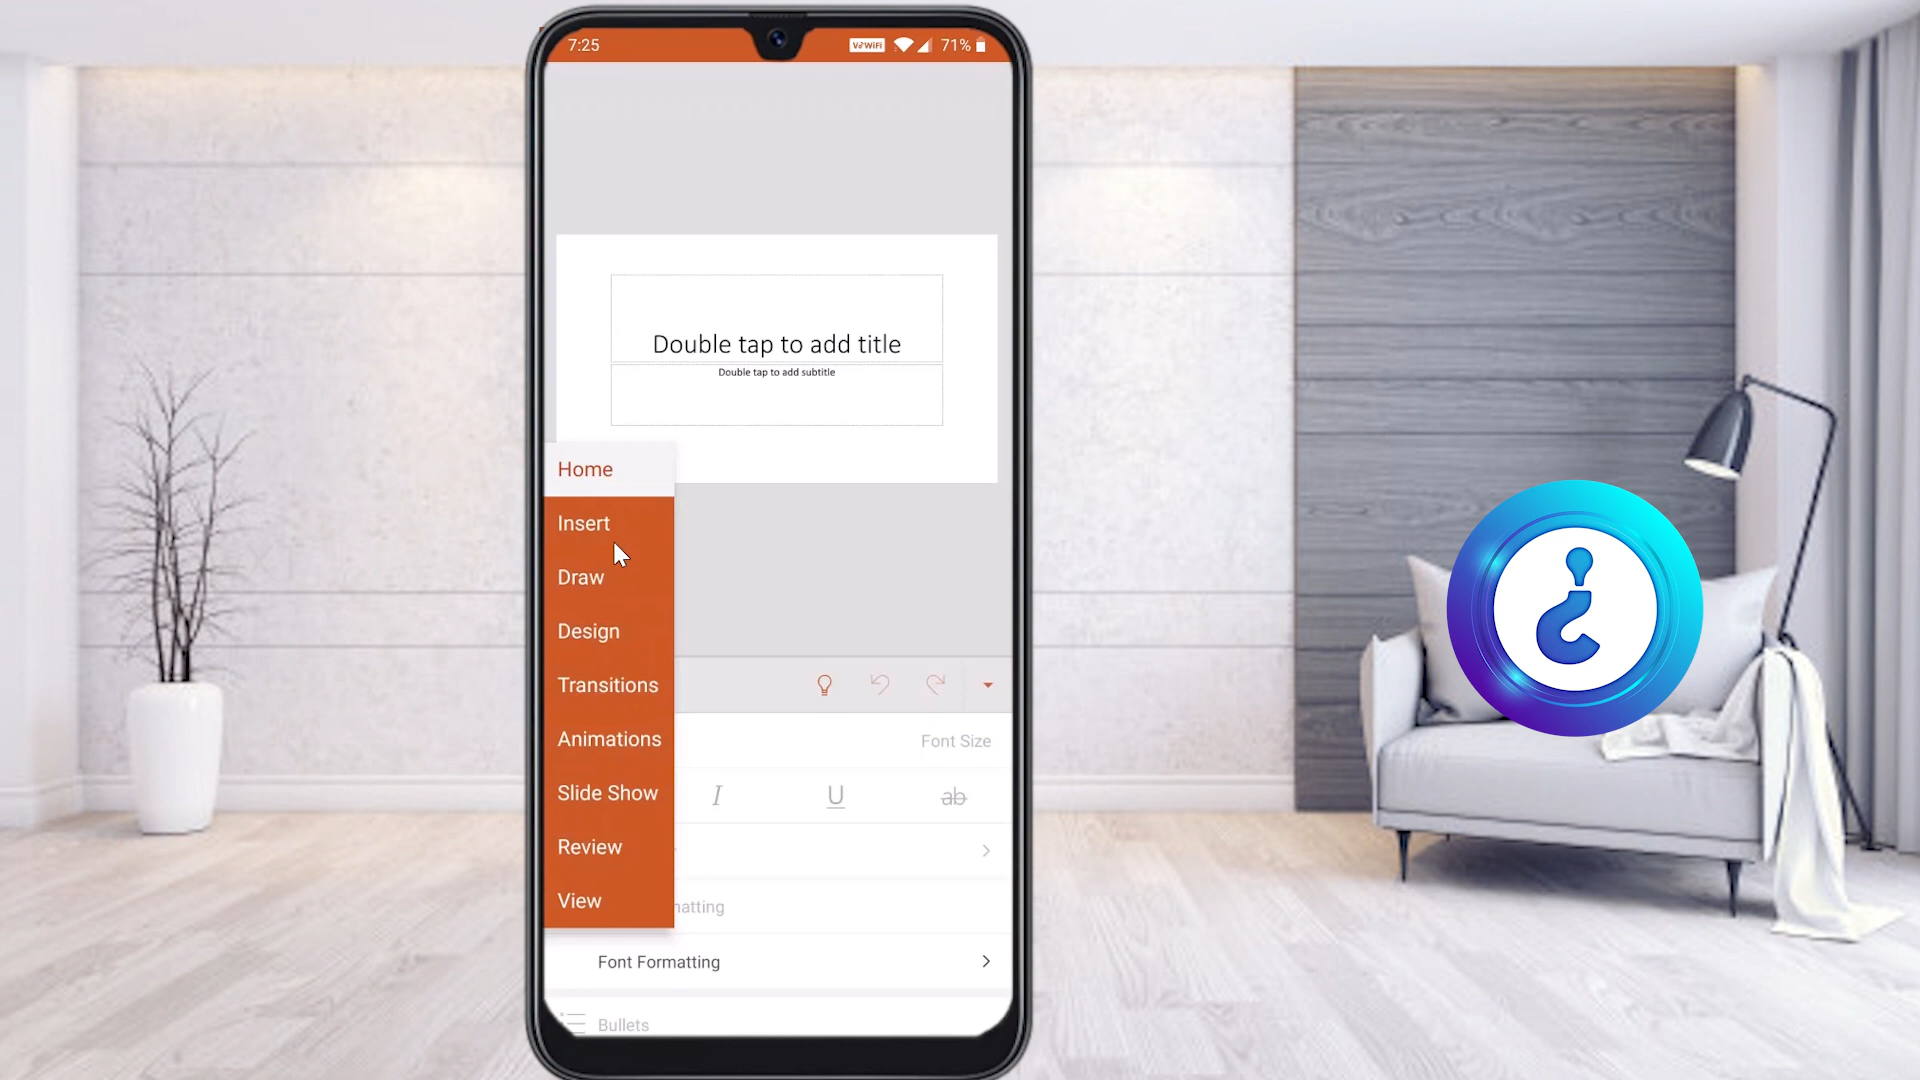 7:25
VoWiFi
71%
Double tap to add title
Double tap to add subtitle
Home
Insert
Draw
Design
Transitions
Animations
Slide Show
Review
View
Font Size
I
U
ab
matting
Font Formatting
Bullets